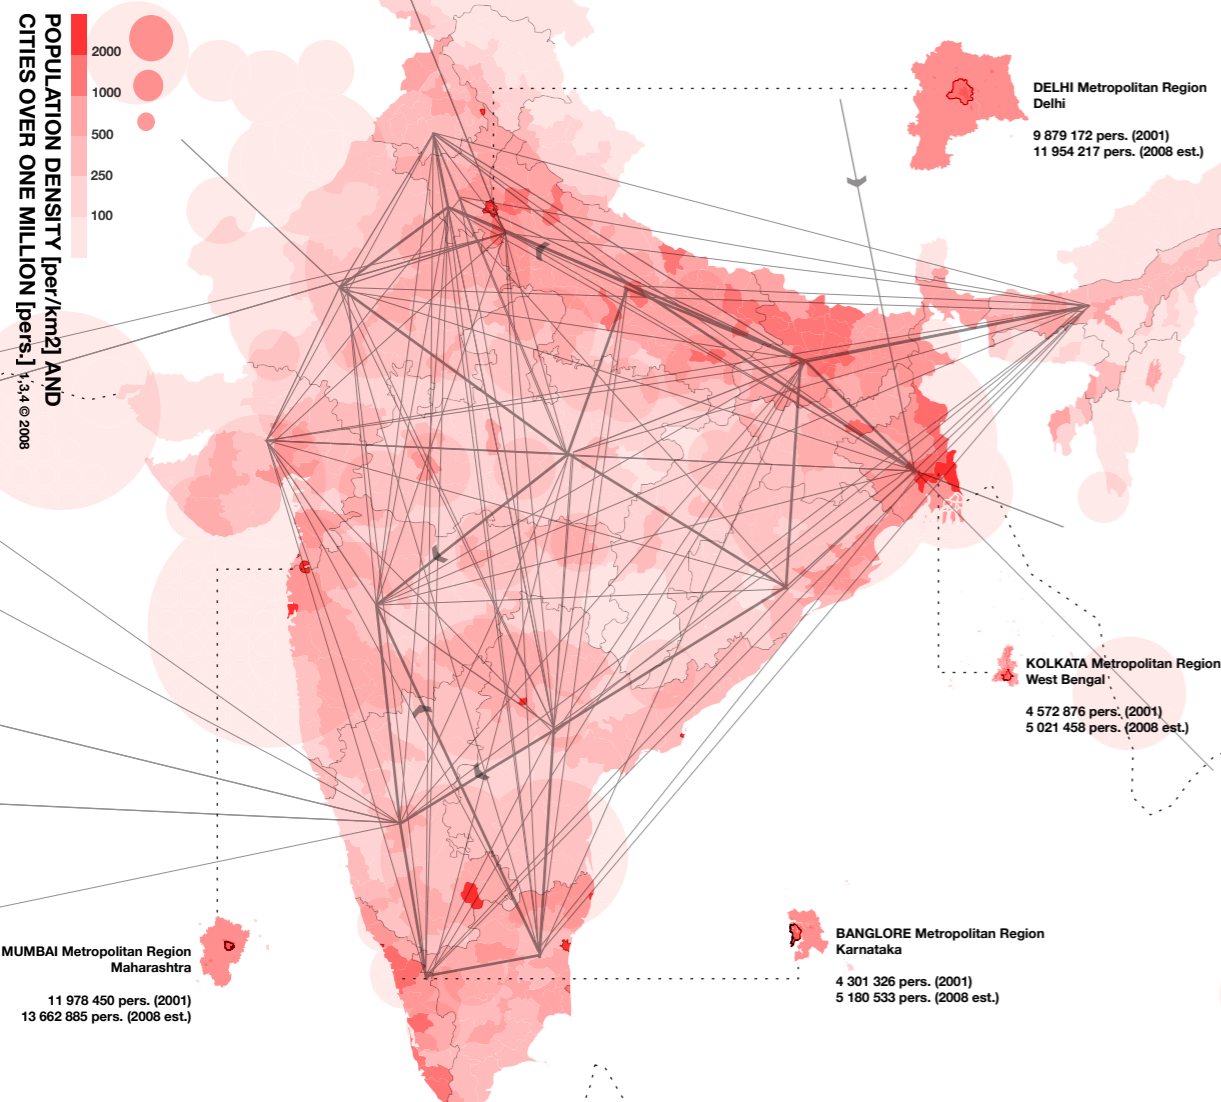 POPULATION DENSITY [per/km2] AND
CITIES OVER ONE MILLION [pers.] 1,3,4 © 2008
2000
1000
500
250
100
DELHI Metropolitan Region
Delhi
9 879 172 pers. (2001)
11 954 217 pers. (2008 est.)
KOLKATA Metropolitan Region
West Bengal
4 572 876 pers. (2001)
5 021 458 pers. (2008 est.)
MUMBAI Metropolitan Region
Maharashtra
11 978 450 pers. (2001)
13 662 885 pers. (2008 est.)
BANGLORE Metropolitan Region
Karnataka
4 301 326 pers. (2001)
5 180 533 pers. (2008 est.)